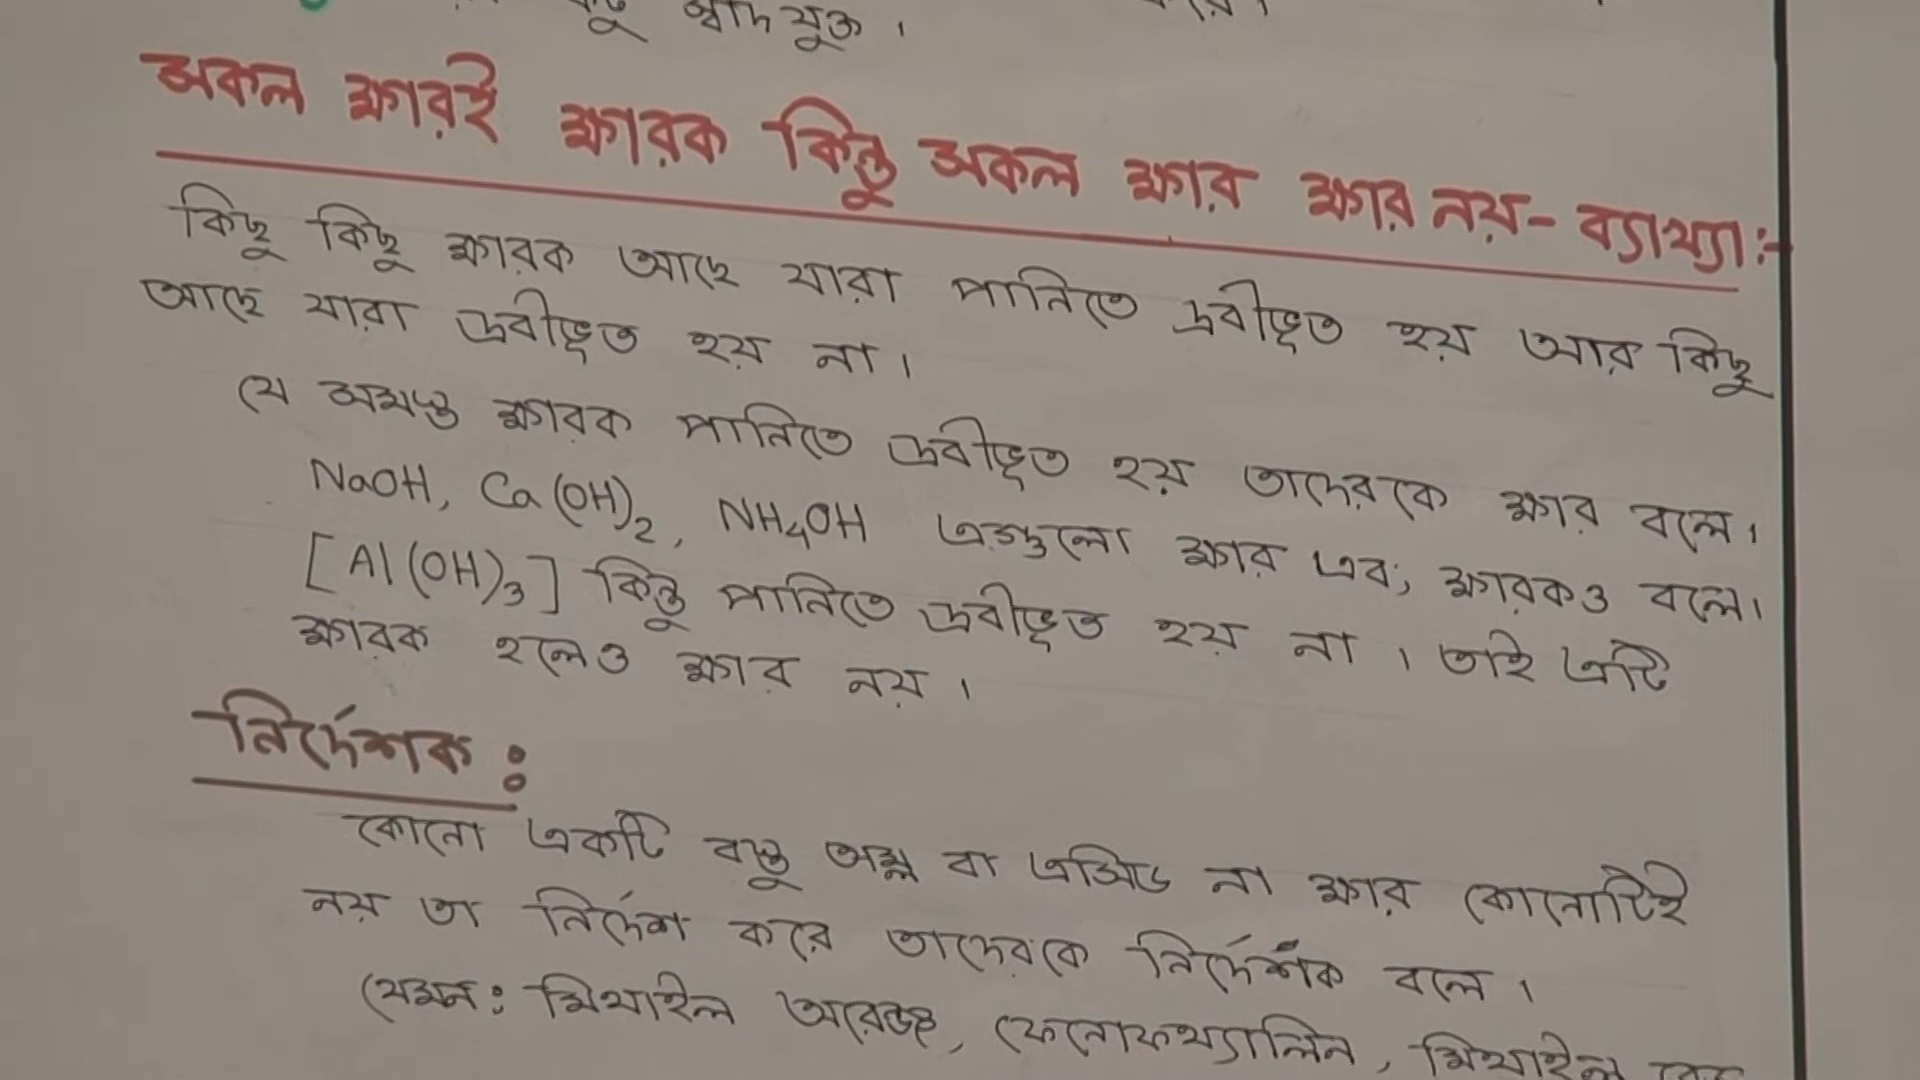 স্বাদযুক্ত।
সকল ক্ষারই ক্ষারক কিন্তু সকল ক্ষার ক্ষার নয়- ব্যাখ্যা:-
কিছু কিছু ক্ষারক আছে যারা পানিতে দ্রবীভূত হয় আর কিছু
আছে যারা দ্রবীভূত হয় না।
যে সমস্ত ক্ষারক পানিতে দ্রবীভূত হয় তাদেরকে ক্ষার বলে।
NaOH, Ca(OH)₂, NH₄OH এগুলো ক্ষার এবং ক্ষারকও বলে।
[Al(OH)₃] কিন্তু পানিতে দ্রবীভূত হয় না। তাই এটি
ক্ষারক হলেও ক্ষার নয়।
নির্দেশক:
কোনো একটি বস্তু অম্ল বা এসিড না ক্ষার কোনোটিই
নয় তা নির্দেশ করে তাদেরকে নির্দেশক বলে।
যেমন: মিথাইল অরেঞ্জ, ফেনোফথ্যালিন, মিথাইল